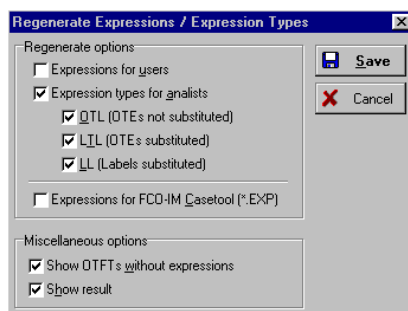 Regenerate Expressions / Expression Types
Regenerate options
Expressions for users
Expression types for analists
OTL (OTEs not substituted)
LTL (OTEs substituted)
LL (Labels substituted)
Expressions for FCO-IM Casetool (*.EXP)
Save
Cancel
Miscellaneous options
Show OTFTs without expressions
Show result